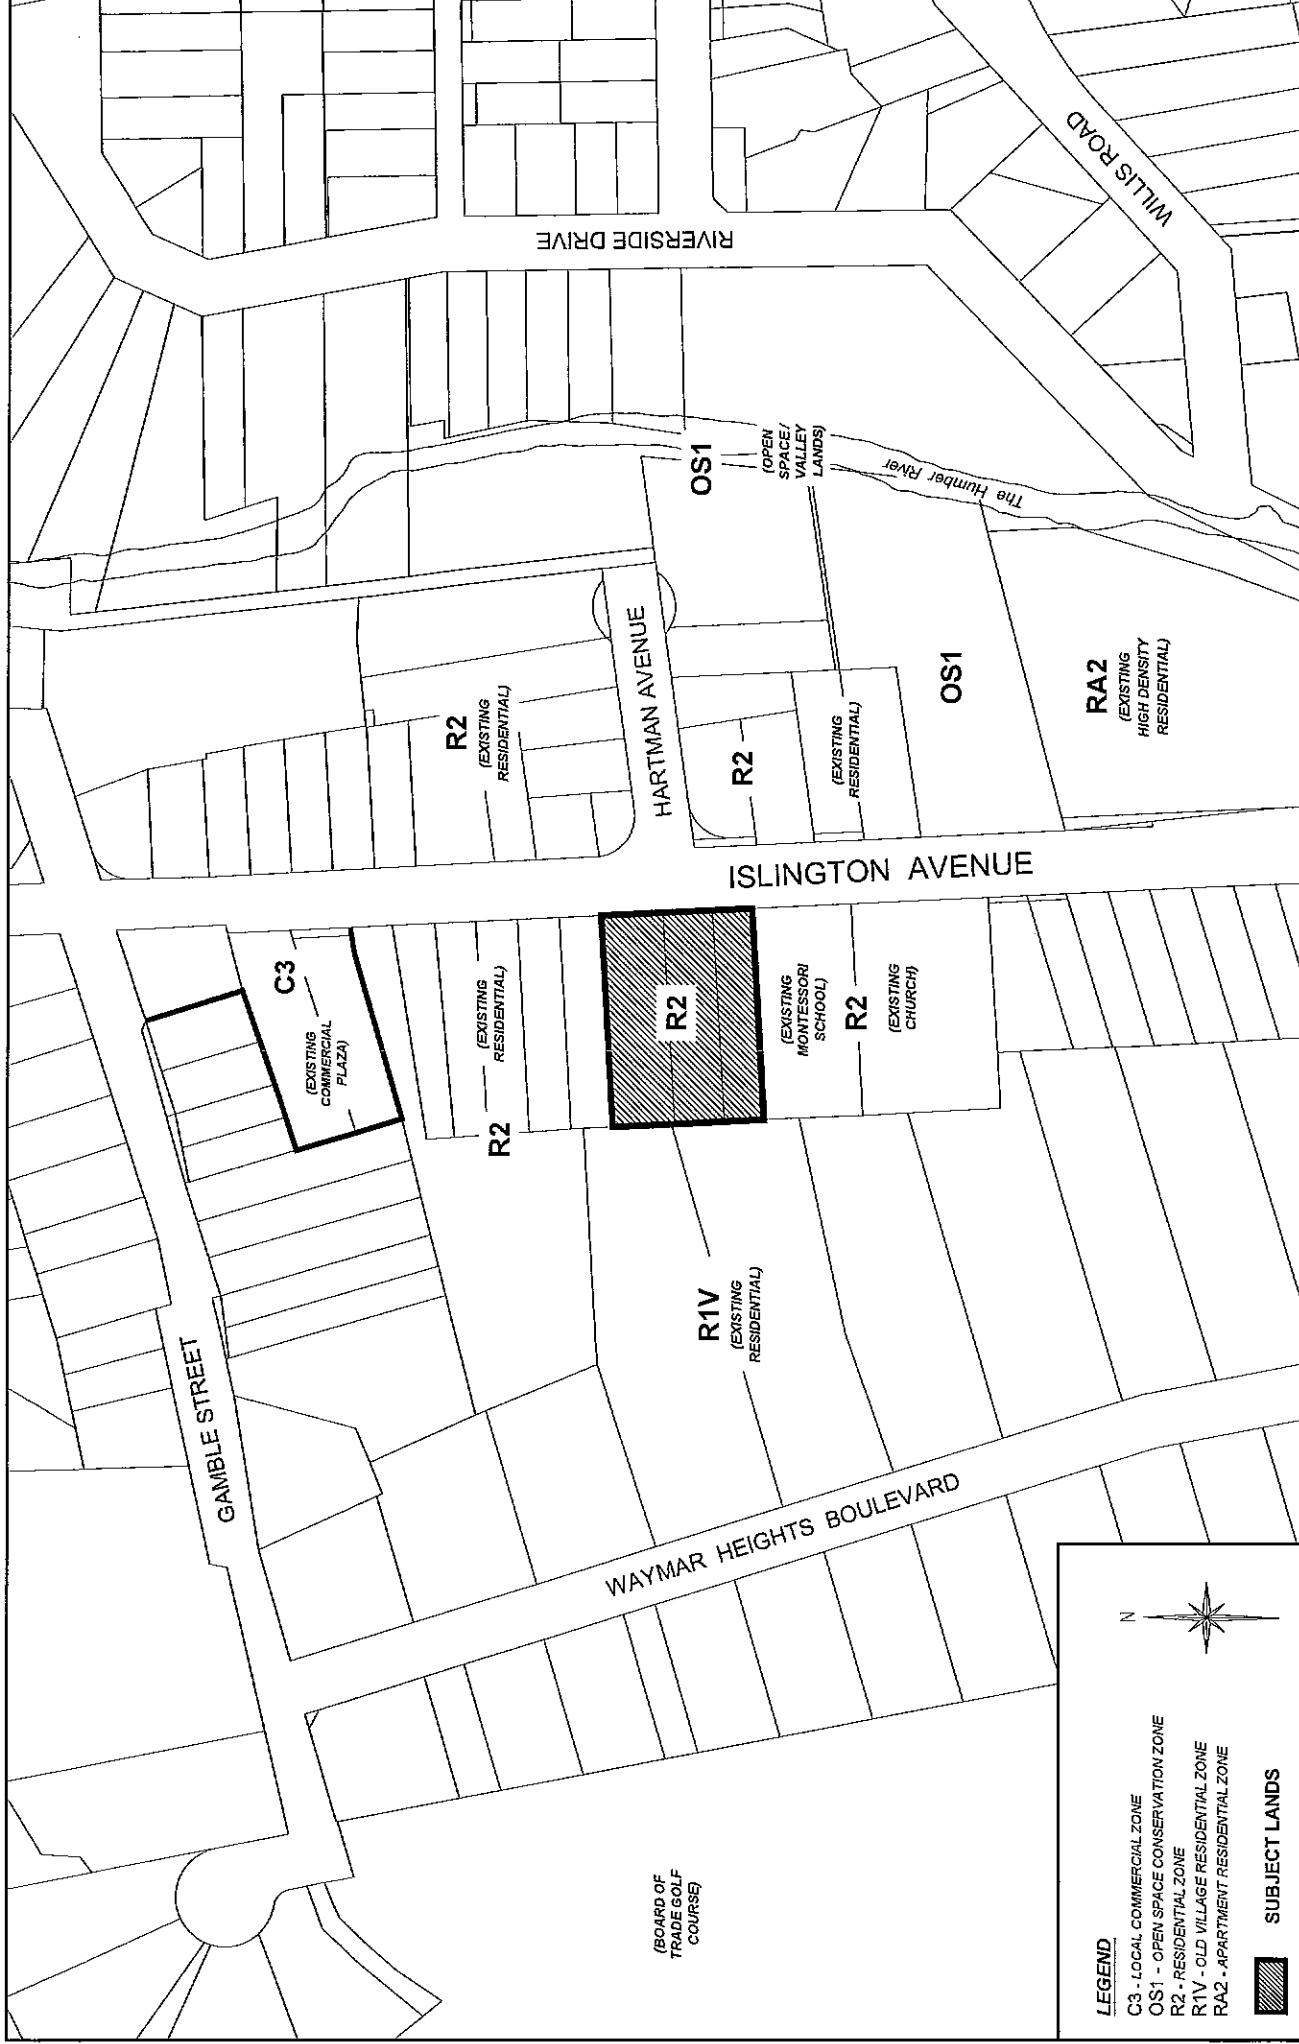 GAMBLE STREET
C3
(EXISTING
COMMERCIAL
PLAZA)
R2
(EXISTING
RESIDENTIAL)
R2
(EXISTING
RESIDENTIAL)
RIVERSIDE DRIVE
HARTMAN AVENUE
R2
R1V
(EXISTING
RESIDENTIAL)
R2
(EXISTING
RESIDENTIAL)
OS1
(OPEN
SPACE/
VALLEY
LANDS)
The Humber River
ISLINGTON AVENUE
(EXISTING
MONTESSORI
SCHOOL)
R2
(EXISTING
CHURCH)
OS1
WAYMAR HEIGHTS BOULEVARD
(BOARD OF
TRADE GOLF
COURSE)
RA2
(EXISTING
HIGH DENSITY
RESIDENTIAL)
WILLIS ROAD
LEGEND
C3 - LOCAL COMMERCIAL ZONE
OS1 - OPEN SPACE CONSERVATION ZONE
R2 - RESIDENTIAL ZONE
R1V - OLD VILLAGE RESIDENTIAL ZONE
RA2 - APARTMENT RESIDENTIAL ZONE
SUBJECT LANDS
N